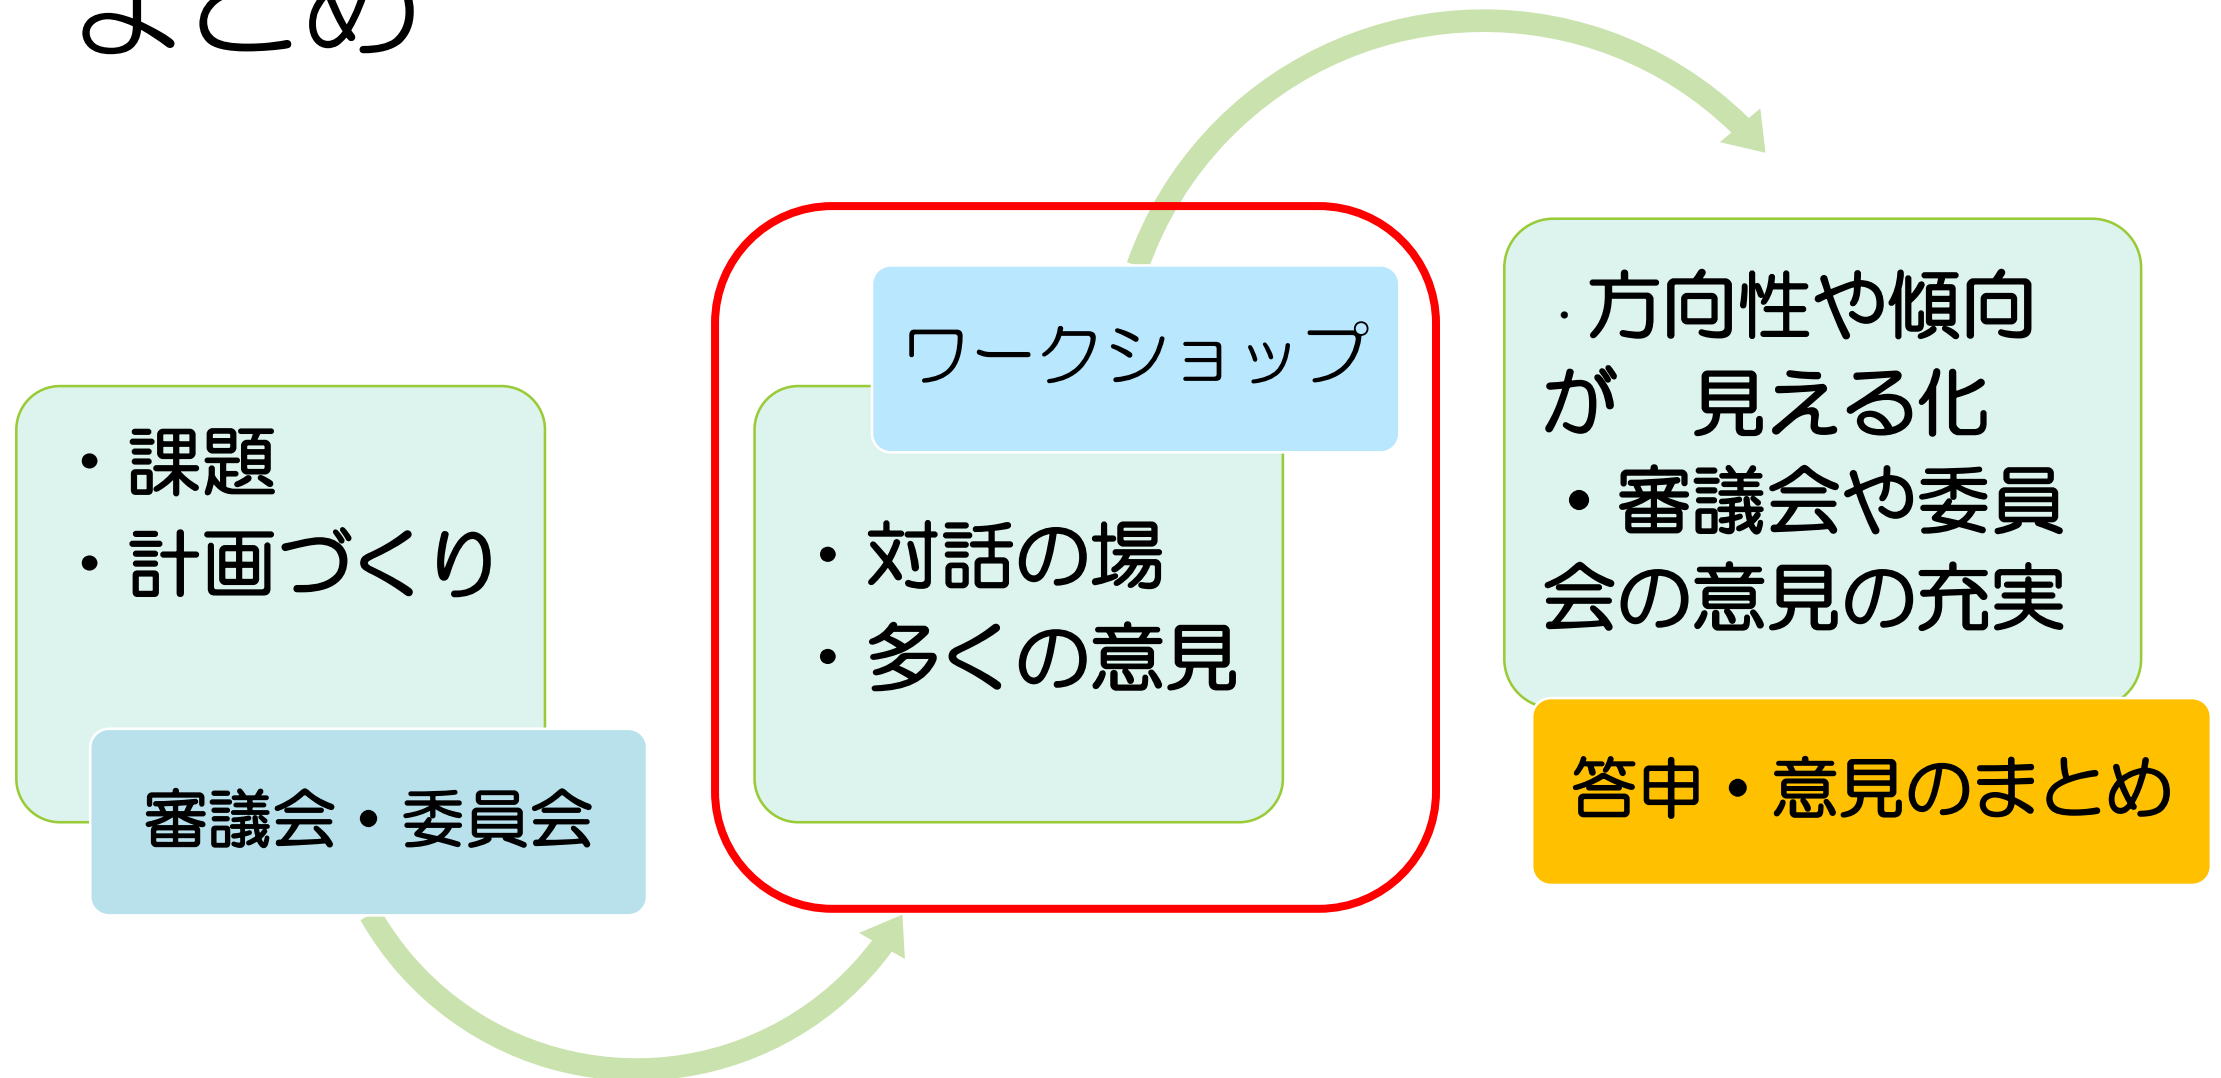 まとめ
・課題
・計画づくり
審議会・委員会
ワークショップ
・対話の場
・多くの意見
・方向性や傾向
が　見える化
・審議会や委員
会の意見の充実
答申・意見のまとめ